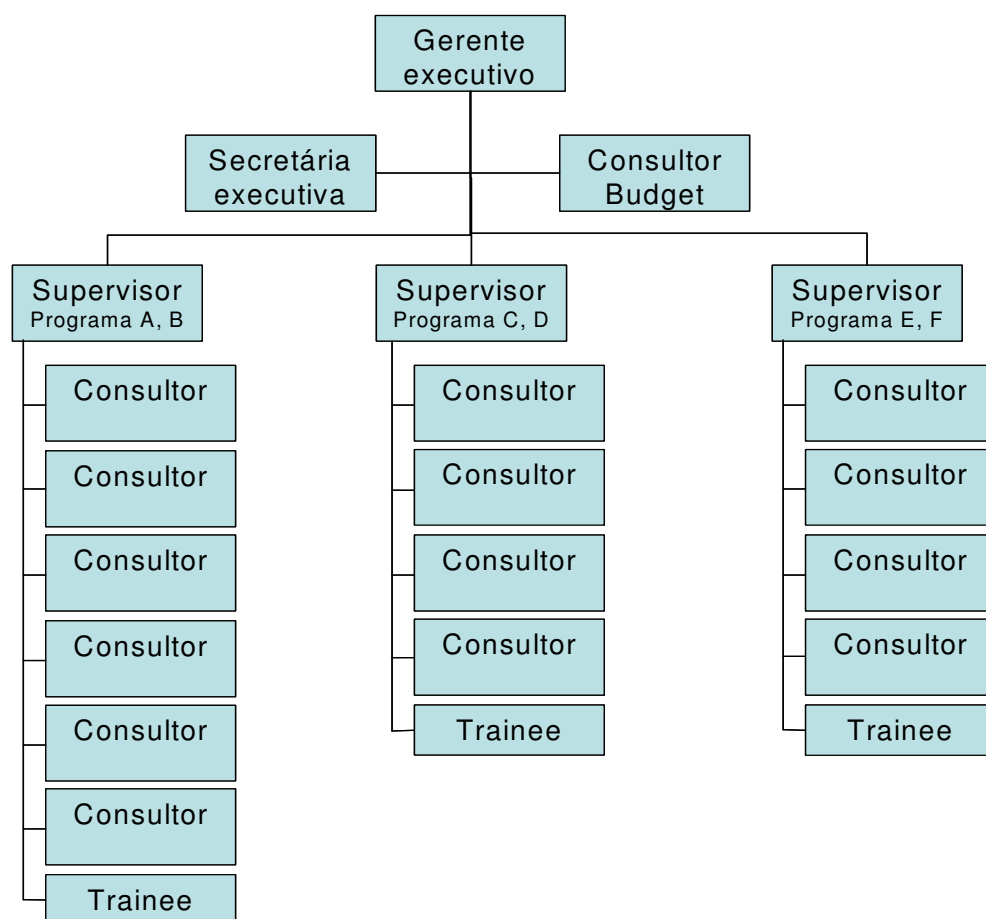 Gerente
executivo
Secretária
executiva
Consultor
Budget
Supervisor
Programa A, B
Consultor
Consultor
Consultor
Consultor
Consultor
Consultor
Trainee
Supervisor
Programa C, D
Consultor
Consultor
Consultor
Consultor
Trainee
Supervisor
Programa E, F
Consultor
Consultor
Consultor
Consultor
Trainee